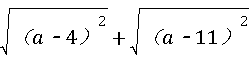 √(a-4)² + √(a-11)²